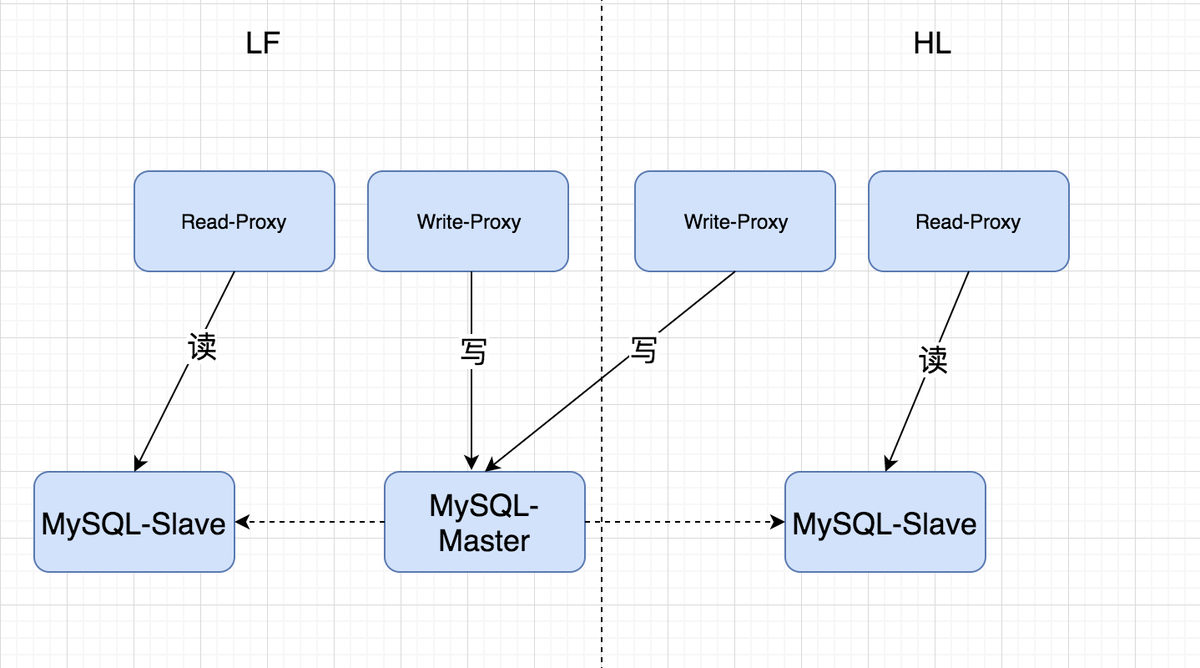 LF
HL
Read-Proxy
Write-Proxy
Write-Proxy
Read-Proxy
读
写
写
读
MySQL-Slave
MySQL-
Master
MySQL-Slave